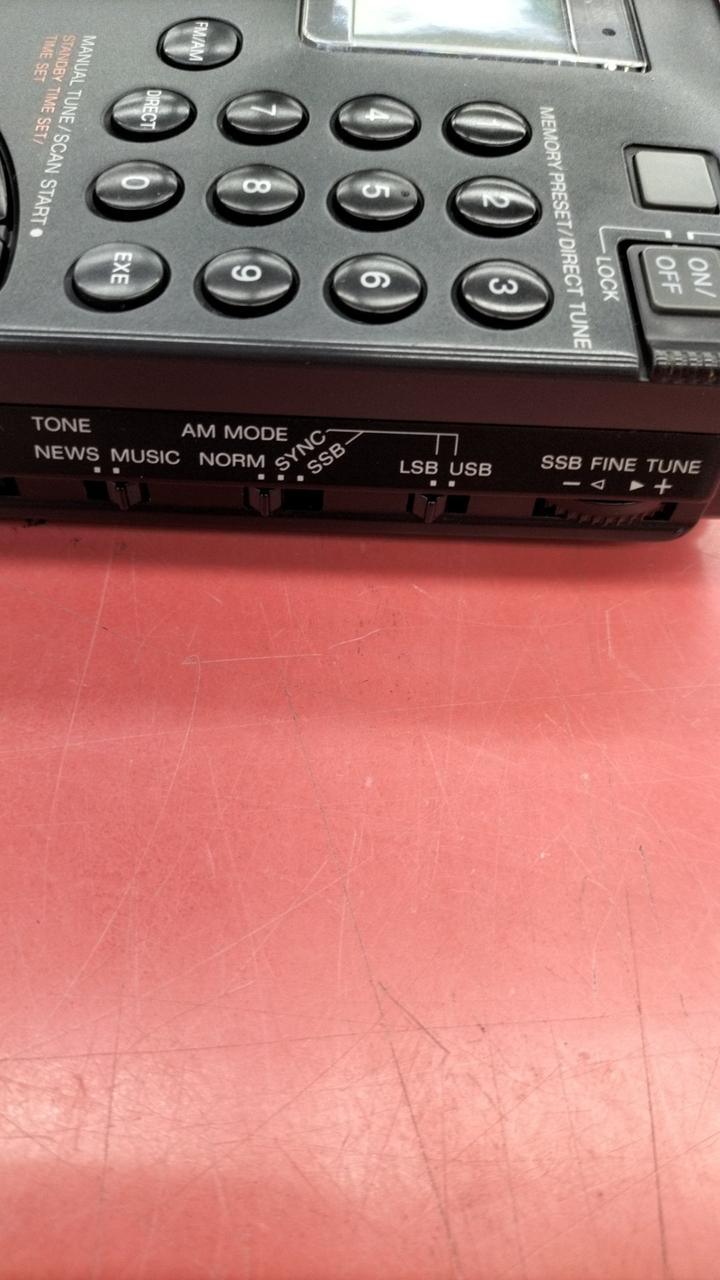 FM/AM
MANUAL TUNE/SCAN START●
STANDBY TIME SET/
TIME SET
DIRECT 7 4 1
0 8 5 2
EXE 9 6 3
MEMORY PRESET/DIRECT TUNE
LOCK
ON/
OFF
TONE
NEWS MUSIC
AM MODE
NORM SYNC
SSB
LSB USB
SSB FINE TUNE
− ◁ ▶ +